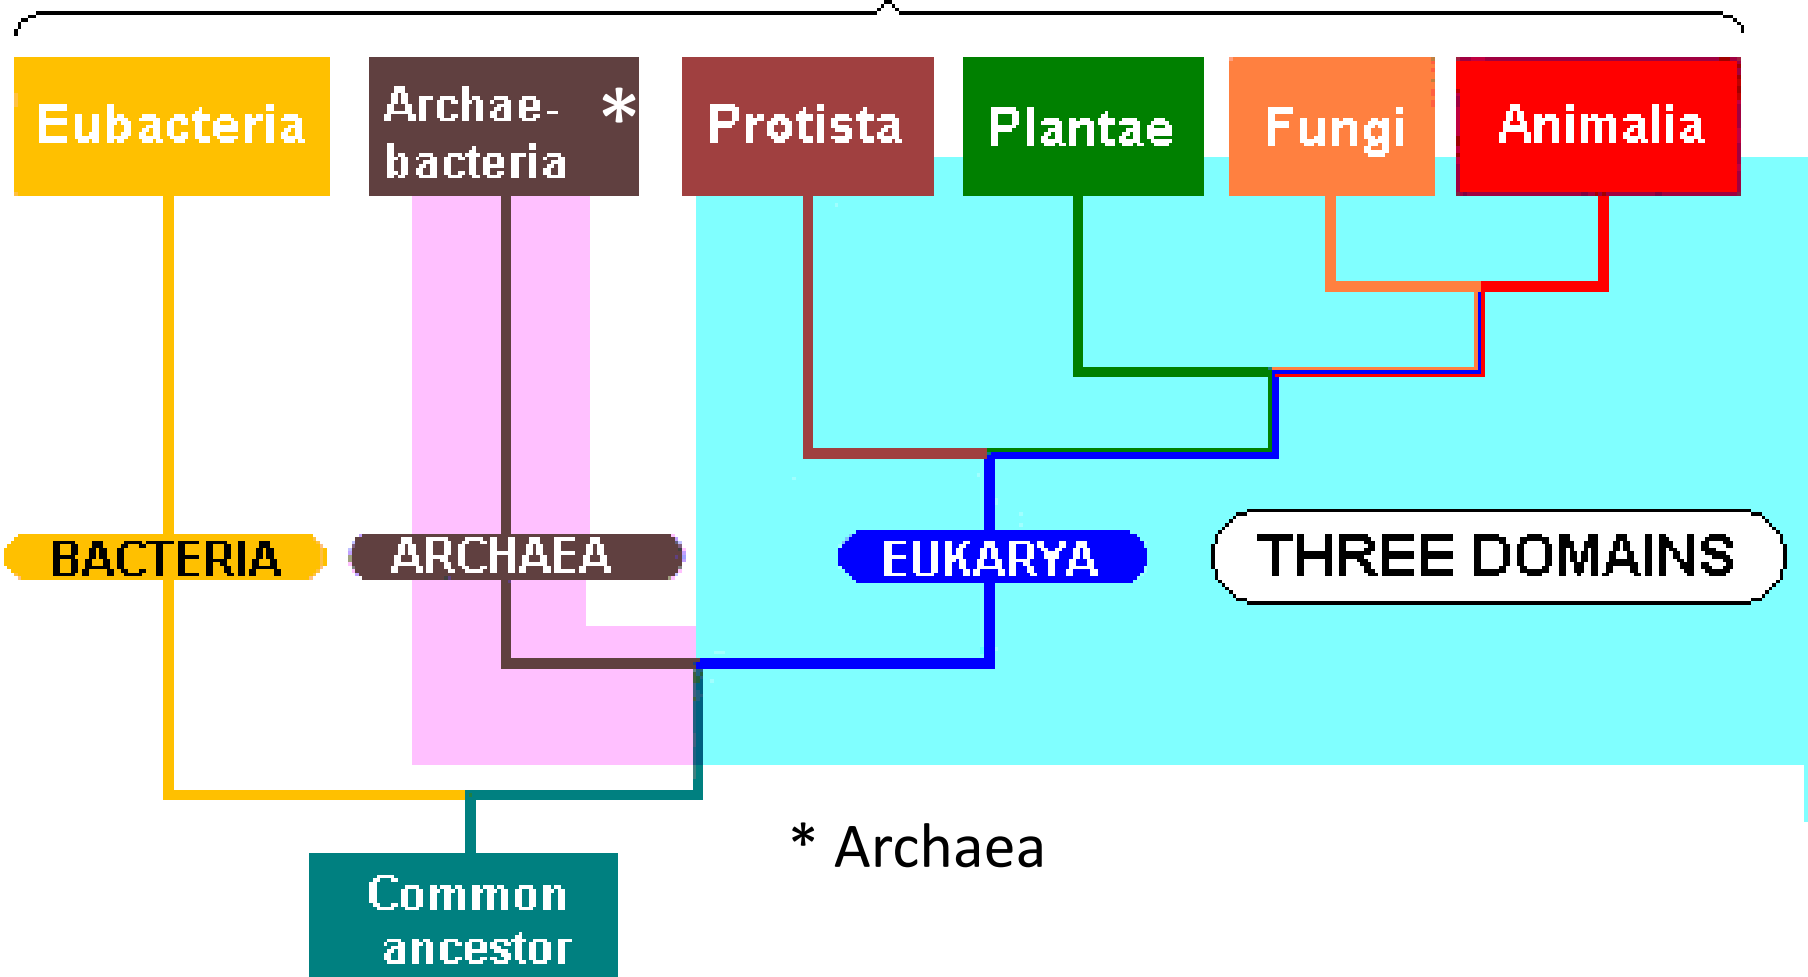 Eubacteria
Archae- *
bacteria
Protista
Plantae
Fungi
Animalia
BACTERIA
ARCHAEA
EUKARYA
THREE DOMAINS
* Archaea
Common
ancestor